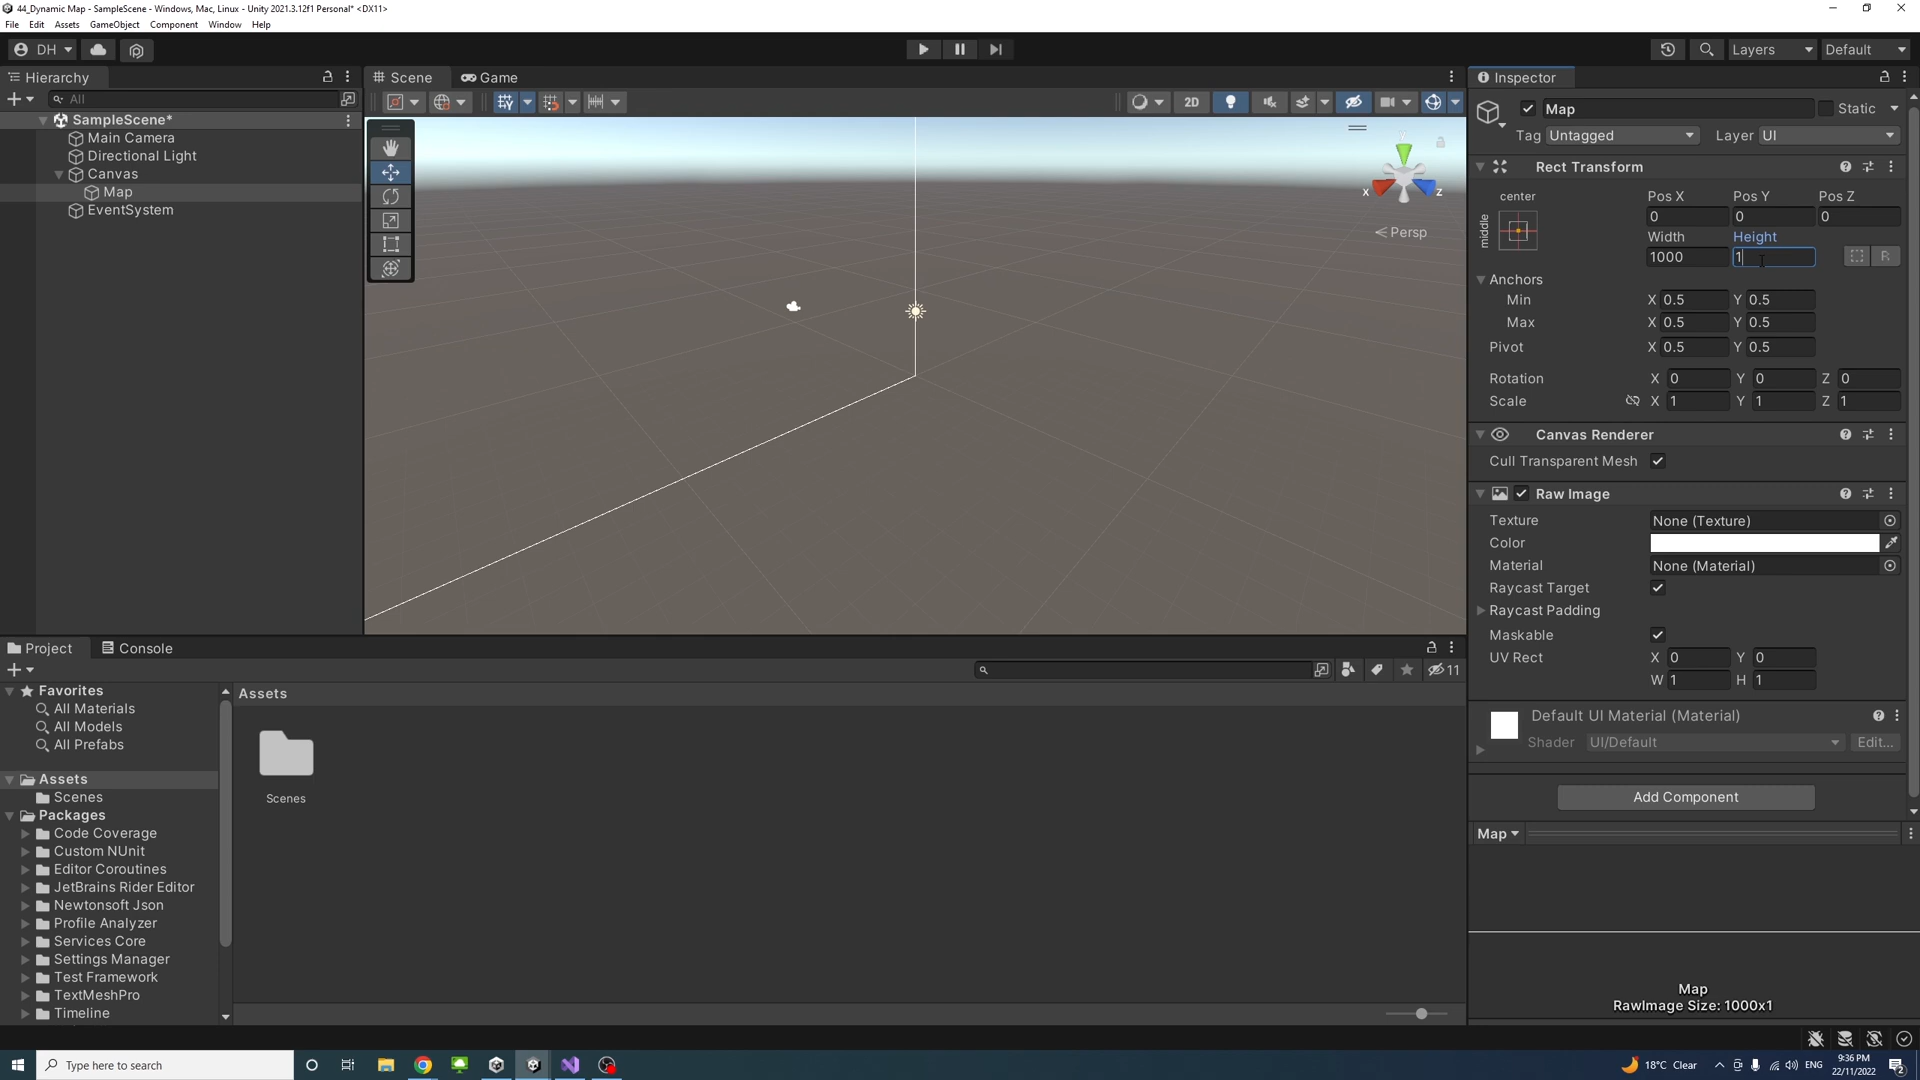 44_Dynamic Map - SampleScene - Windows, Mac, Linux - Unity 2021.3.12f1 Personal* <DX11>
File Edit Assets GameObject Component Window Help
DH Layers Default
Hierarchy
All
SampleScene*
Main Camera
Directional Light
Canvas
Map
EventSystem
Scene Game
2D
Y
X Z
Persp
Inspector
Map Static
Tag Untagged Layer UI
Rect Transform
center
middle
Pos X Pos Y Pos Z
0 0 0
Width Height
1000 1
R
Anchors
Min X 0.5 Y 0.5
Max X 0.5 Y 0.5
Pivot X 0.5 Y 0.5
Rotation X 0 Y 0 Z 0
Scale X 1 Y 1 Z 1
Canvas Renderer
Cull Transparent Mesh
Raw Image
Texture None (Texture)
Color
Material None (Material)
Raycast Target
Raycast Padding
Maskable
UV Rect X 0 Y 0
W 1 H 1
Default UI Material (Material)
Shader UI/Default Edit...
Add Component
Map
Map
RawImage Size: 1000x1
Project Console
11
Favorites
All Materials
All Models
All Prefabs
Assets
Scenes
Packages
Code Coverage
Custom NUnit
Editor Coroutines
JetBrains Rider Editor
Newtonsoft Json
Profile Analyzer
Services Core
Settings Manager
Test Framework
TextMeshPro
Timeline
Assets
Scenes
Type here to search
18°C Clear
ENG
9:36 PM
22/11/2022
2